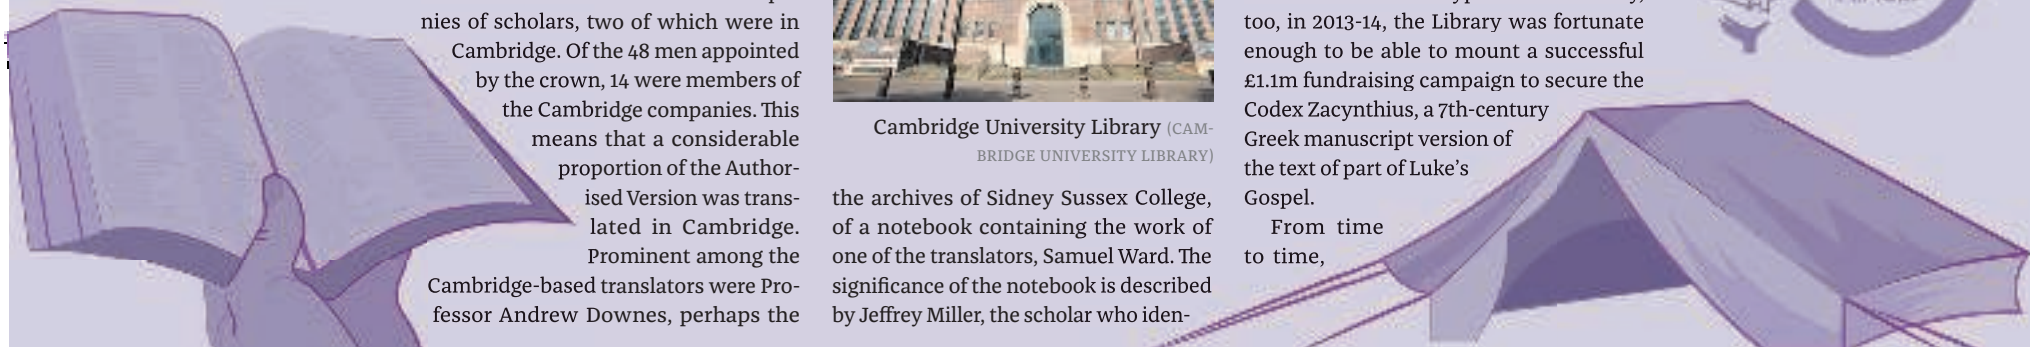 nies of scholars, two of which were in
Cambridge. Of the 48 men appointed
by the crown, 14 were members of
the Cambridge companies. This
means that a considerable
proportion of the Author-
ised Version was trans-
lated in Cambridge.
Prominent among the
Cambridge-based translators were Pro-
fessor Andrew Downes, perhaps the
Cambridge University Library (CAM-
BRIDGE UNIVERSITY LIBRARY)
the archives of Sidney Sussex College,
of a notebook containing the work of
one of the translators, Samuel Ward. The
significance of the notebook is described
by Jeffrey Miller, the scholar who iden-
too, in 2013-14, the Library was fortunate
enough to be able to mount a successful
£1.1m fundraising campaign to secure the
Codex Zacynthius, a 7th-century
Greek manuscript version of
the text of part of Luke’s
Gospel.
From time
to time,